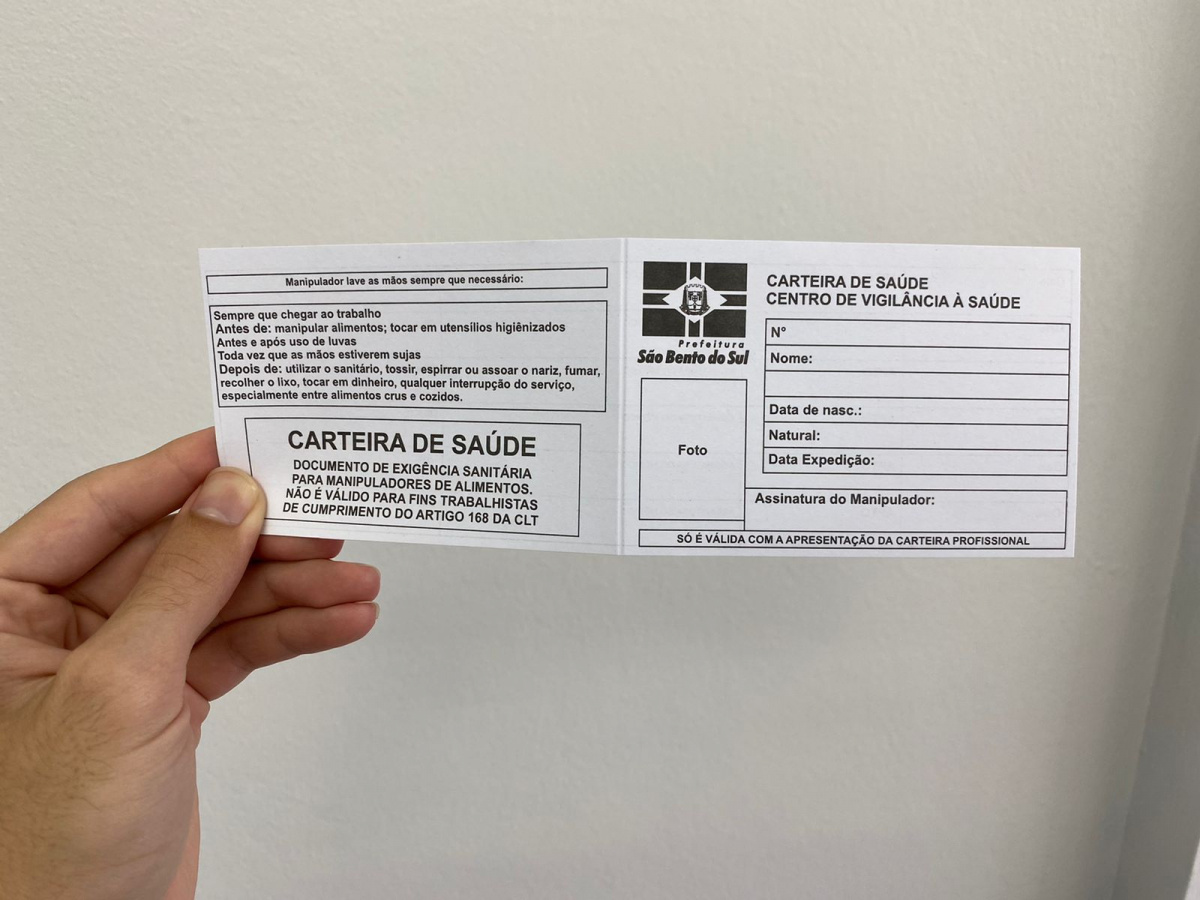 Manipulador lave as mãos sempre que necessário:
Sempre que chegar ao trabalho
Antes de: manipular alimentos; tocar em utensílios higiênizados
Antes e após uso de luvas
Toda vez que as mãos estiverem sujas
Depois de: utilizar o sanitário, tossir, espirrar ou assoar o nariz, fumar,
recolher o lixo, tocar em dinheiro, qualquer interrupção do serviço,
especialmente entre alimentos crus e cozidos.
CARTEIRA DE SAÚDE
DOCUMENTO DE EXIGÊNCIA SANITÁRIA
PARA MANIPULADORES DE ALIMENTOS.
NÃO É VÁLIDO PARA FINS TRABALHISTAS
DE CUMPRIMENTO DO ARTIGO 168 DA CLT
Prefeitura
São Bento do Sul
CARTEIRA DE SAÚDE
CENTRO DE VIGILÂNCIA À SAÚDE
Nº
Nome:
Data de nasc.:
Natural:
Data Expedição:
Foto
Assinatura do Manipulador:
SÓ É VÁLIDA COM A APRESENTAÇÃO DA CARTEIRA PROFISSIONAL